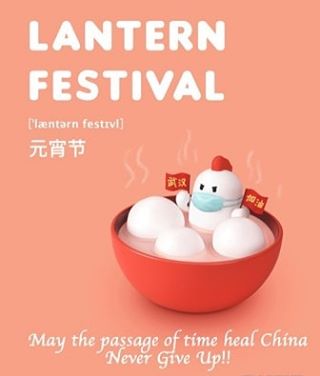 LANTERN
FESTIVAL
['læntərn festɪvl]
元宵节
武汉
加油
May the passage of time heal China
Never Give Up!!